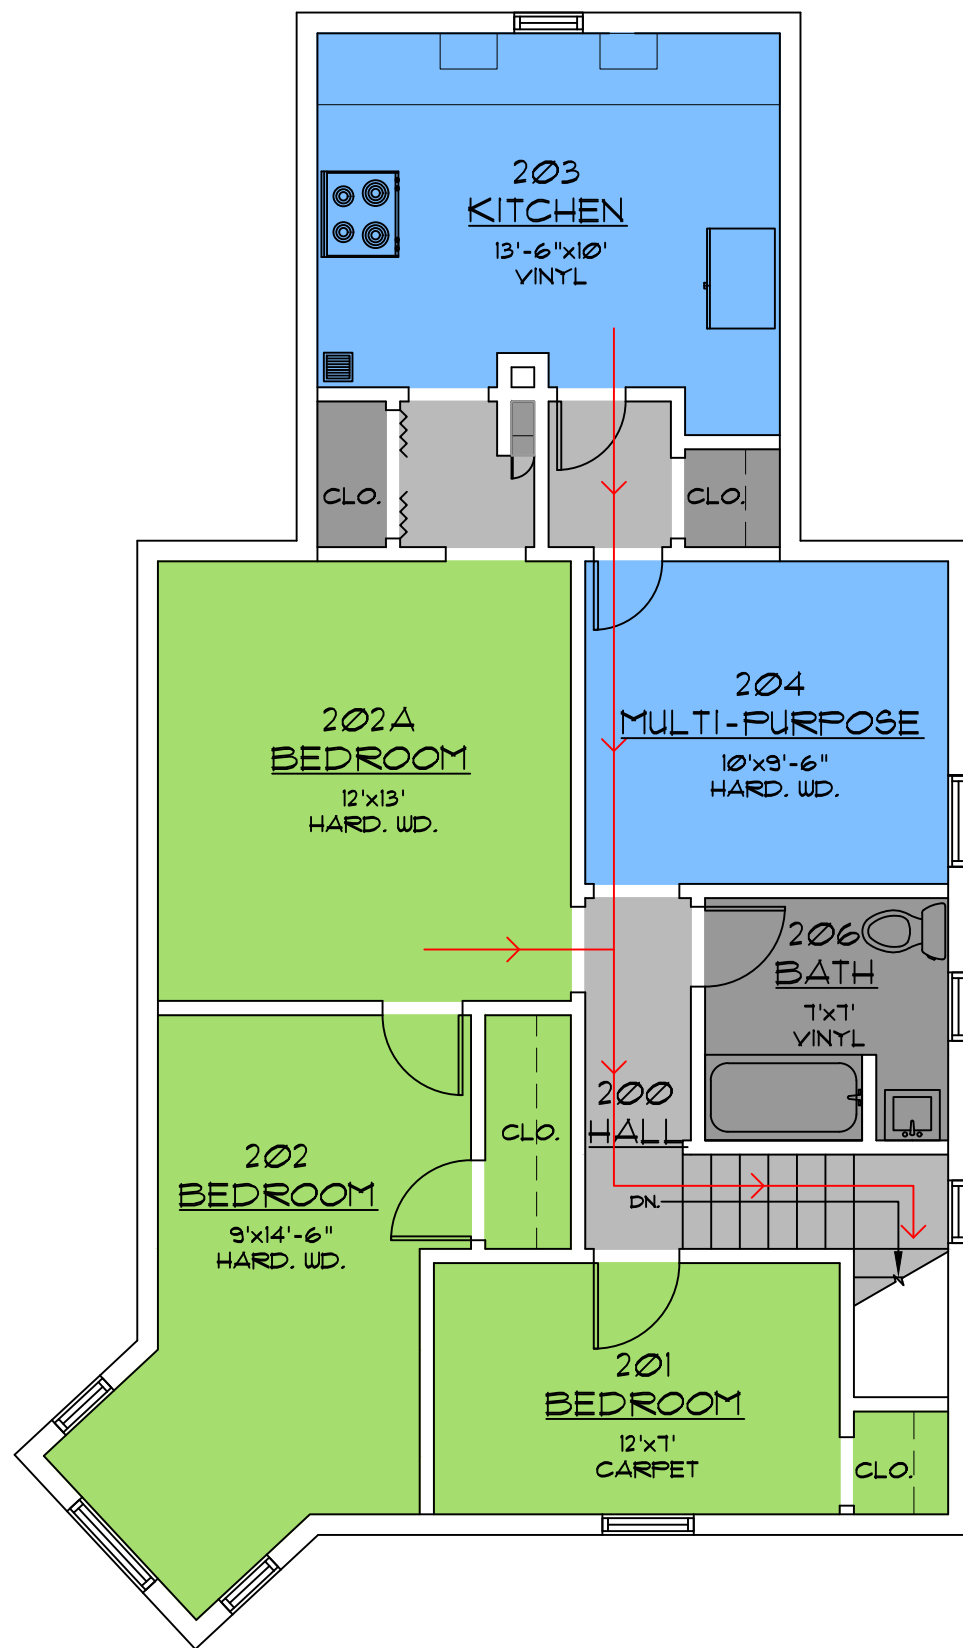 203
KITCHEN
13'-6"x10'
VINYL
CLO.
CLO.
202A
BEDROOM
12'x13'
HARD. WD.
204
MULTI-PURPOSE
10'x9'-6"
HARD. WD.
206
BATH
7'x7'
VINYL
200
HALL
CLO.
202
BEDROOM
9'x14'-6"
HARD. WD.
DN.
201
BEDROOM
12'x7'
CARPET
CLO.